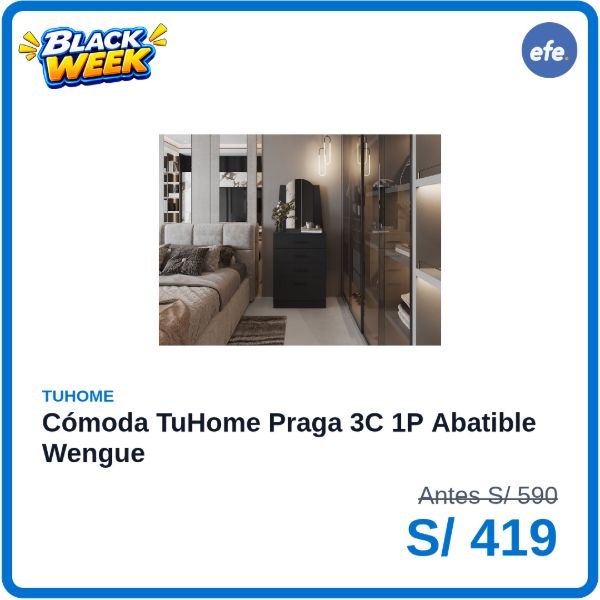 BLACK
WEEK
efe.
TUHOME
Cómoda TuHome Praga 3C 1P Abatible
Wengue
Antes S/ 590
S/ 419